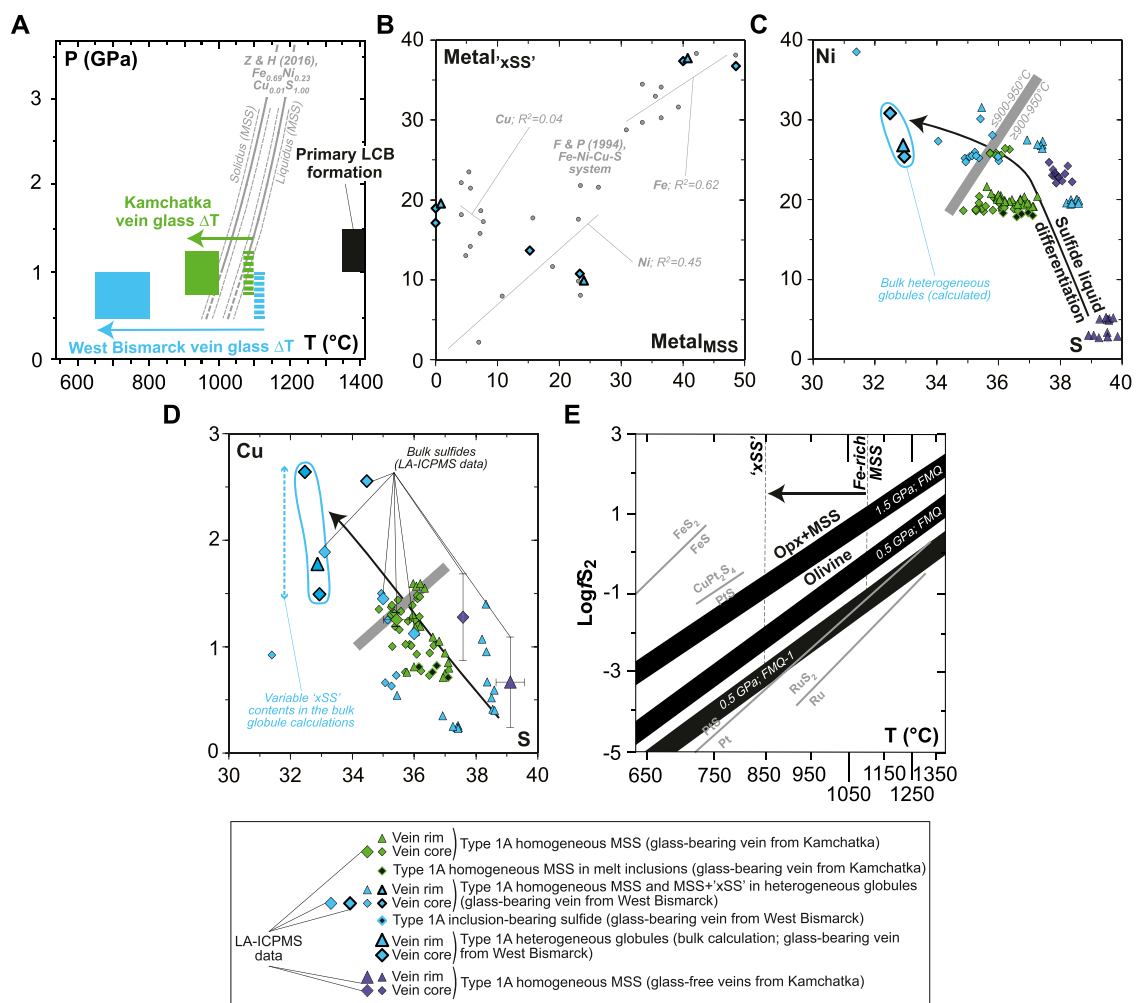 A
P (GPa)
Z & H (2016),
Fe0.69Ni0.23
Cu0.01S1.00
Solidus (MSS)
Liquidus (MSS)
Primary LCB
formation
Kamchatka
vein glass ΔT
West Bismarck vein glass ΔT
T (°C)
3
2
1
0
600 800 1000 1200 1400
B
Metal'xSS'
Cu; R²=0.04
F & P (1994),
Fe-Ni-Cu-S
system
Fe; R²=0.62
Ni; R²=0.45
MetalMSS
40
30
20
10
0
0 10 20 30 40 50
C
Ni
≤900-950°C
≥900-950°C
Bulk heterogeneous
globules (calculated)
Sulfide liquid
differentiation
S
40
30
20
10
0
30 32 34 36 38 40
D
Cu
Bulk sulfides
(LA-ICPMS data)
Variable 'xSS'
contents in the bulk
globule calculations
S
3
2
1
0
30 32 34 36 38 40
E
LogfS2
'xSS'
Fe-rich
MSS
1.5 GPa; FMQ
Opx+MSS
0.5 GPa; FMQ
Olivine
0.5 GPa; FMQ-1
FeS2
FeS
CuPt2S4
PtS
RuS2
Ru
PtS
Pt
T (°C)
3
1
-1
-3
-5
650 750 850 950 1150 1350
1050 1250
Vein rim
Vein core
Type 1A homogeneous MSS (glass-bearing vein from Kamchatka)
Type 1A homogeneous MSS in melt inclusions (glass-bearing vein from Kamchatka)
Vein rim Type 1A homogeneous MSS and MSS+'xSS' in heterogeneous globules
Vein core (glass-bearing vein from West Bismarck)
Type 1A inclusion-bearing sulfide (glass-bearing vein from West Bismarck)
LA-ICPMS
data
Vein rim Type 1A heterogeneous globules (bulk calculation; glass-bearing vein
Vein core from West Bismarck)
Vein rim
Vein core
Type 1A homogeneous MSS (glass-free veins from Kamchatka)